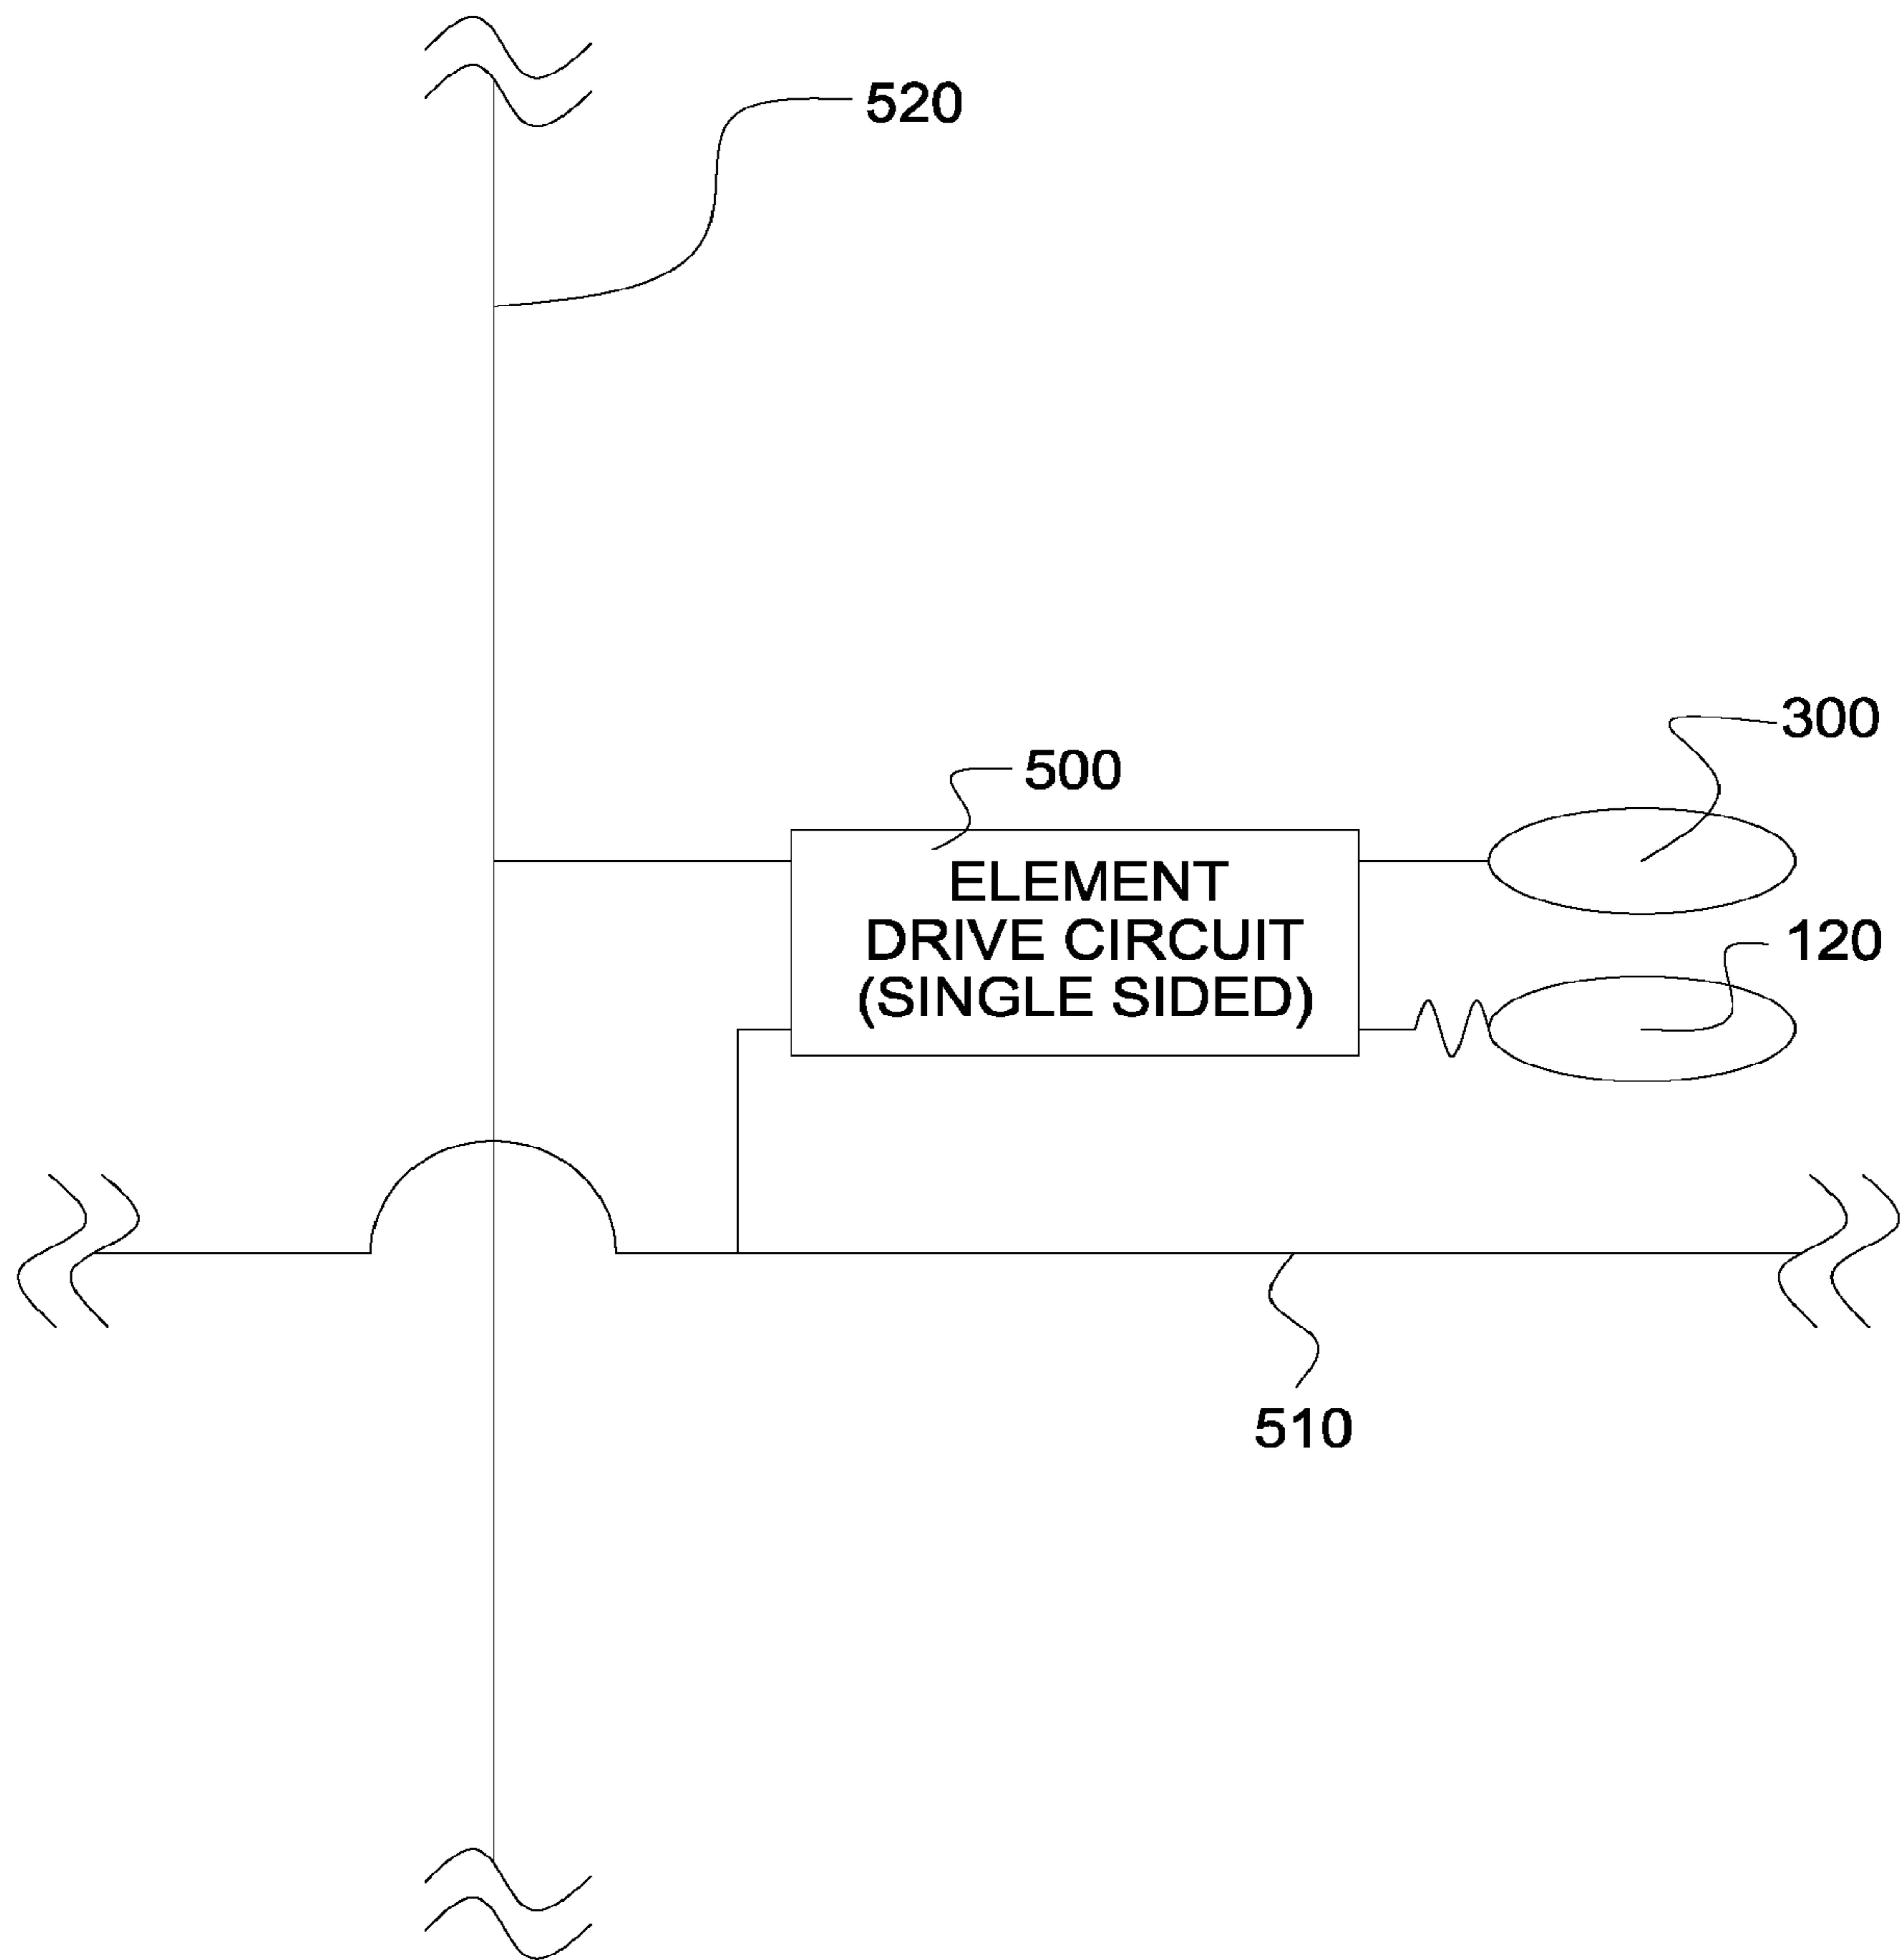 520
300
500
ELEMENT
DRIVE CIRCUIT
(SINGLE SIDED)
120
510